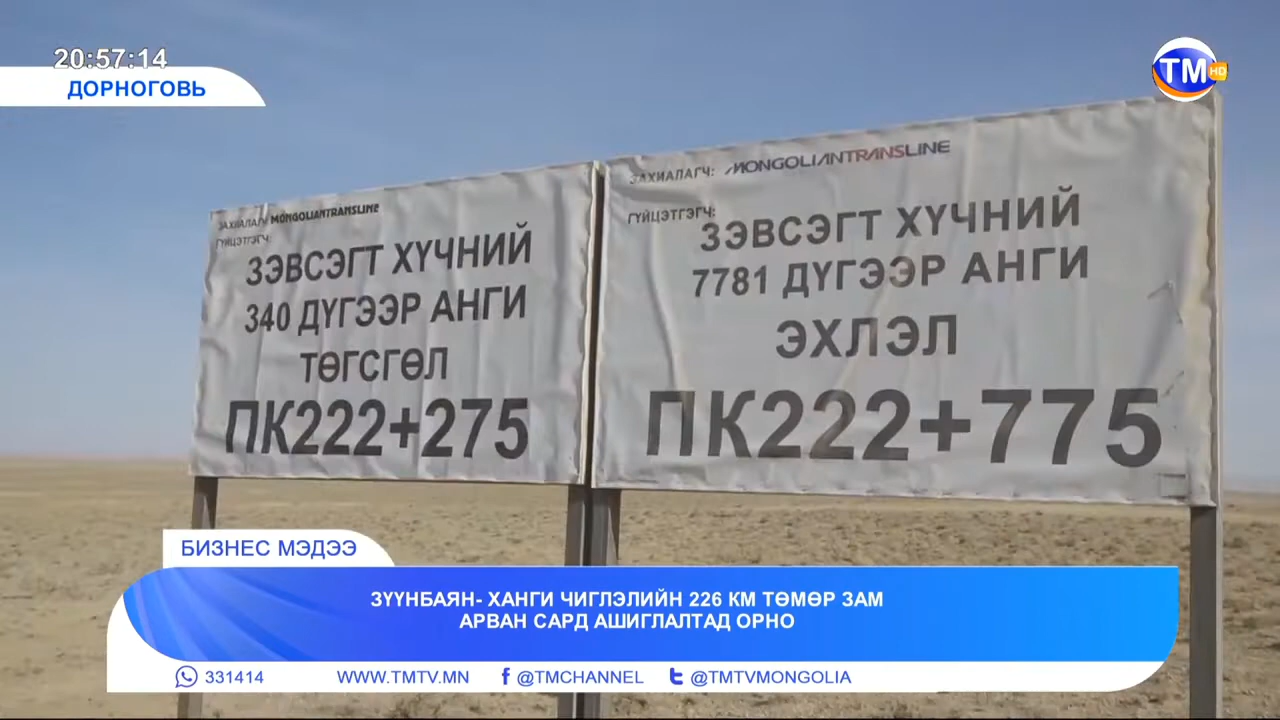 20:57:14
ДОРНОГОВЬ
TM HD
ЗАХИАЛАГЧ: MONGOLIANTRANSLINE
ГҮЙЦЭТГЭГЧ:
ЗЭВСЭГТ ХҮЧНИЙ
340 ДҮГЭЭР АНГИ
ТӨГСГӨЛ
ПК222+275
ЗАХИАЛАГЧ: MONGOLIANTRANSLINE
ГҮЙЦЭТГЭГЧ:
ЗЭВСЭГТ ХҮЧНИЙ
7781 ДҮГЭЭР АНГИ
ЭХЛЭЛ
ПК222+775
БИЗНЕС МЭДЭЭ
ЗҮҮНБАЯН- ХАНГИ ЧИГЛЭЛИЙН 226 КМ ТӨМӨР ЗАМ
АРВАН САРД АШИГЛАЛТАД ОРНО
331414 WWW.TMTV.MN @TMCHANNEL @TMTVMONGOLIA